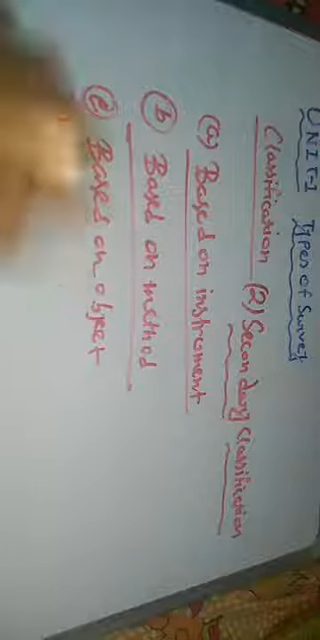 UNIT-1 Types of Survey
Classification (2) Secondary Classification
(a) Based on instrument
(b) Based on method
(c) Based on object